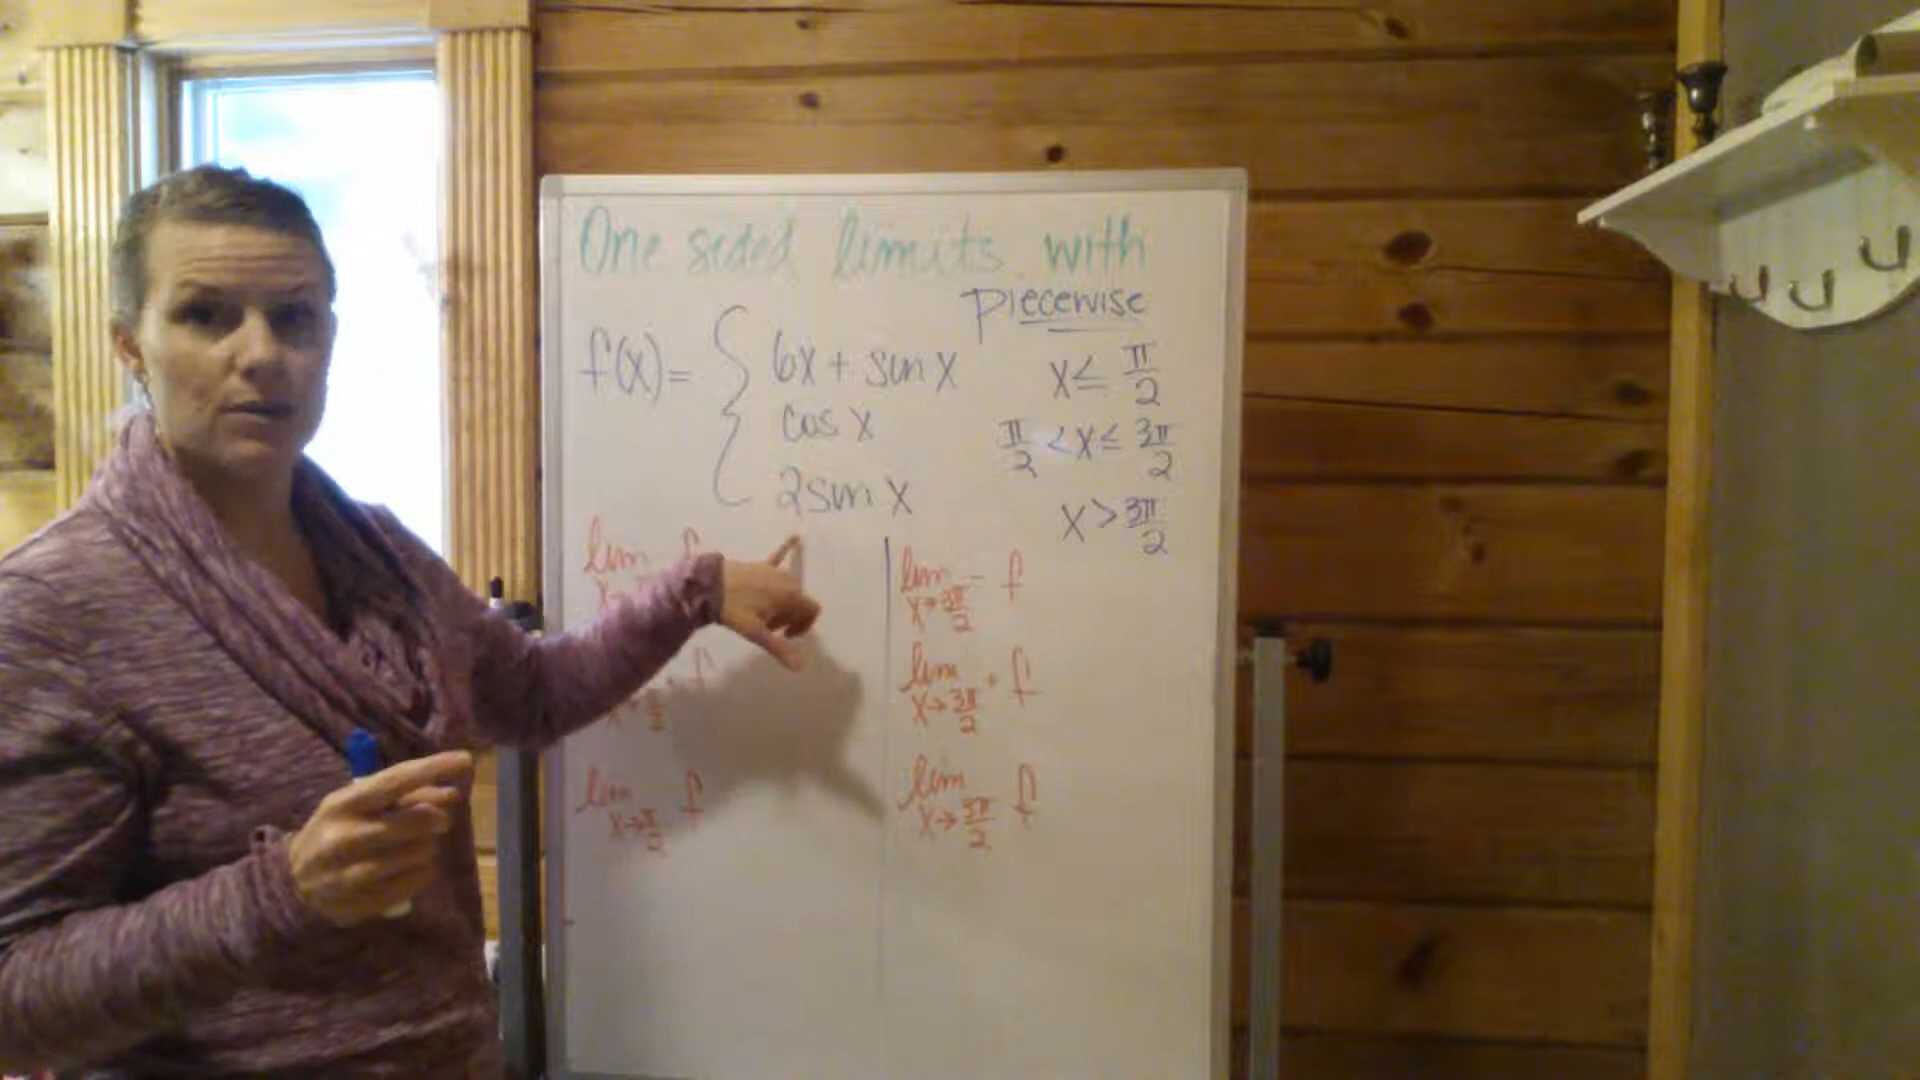 One sided limits with
piecewise
f(x) = { 6x + sin x x ≤ π/2
cos x π/2 < x ≤ 3π/2
2 sin x x > 3π/2
lim f
x
lim x→3π/2⁻ f
lim x→3π/2⁺ f
lim x→π/2 f
lim x→3π/2 f